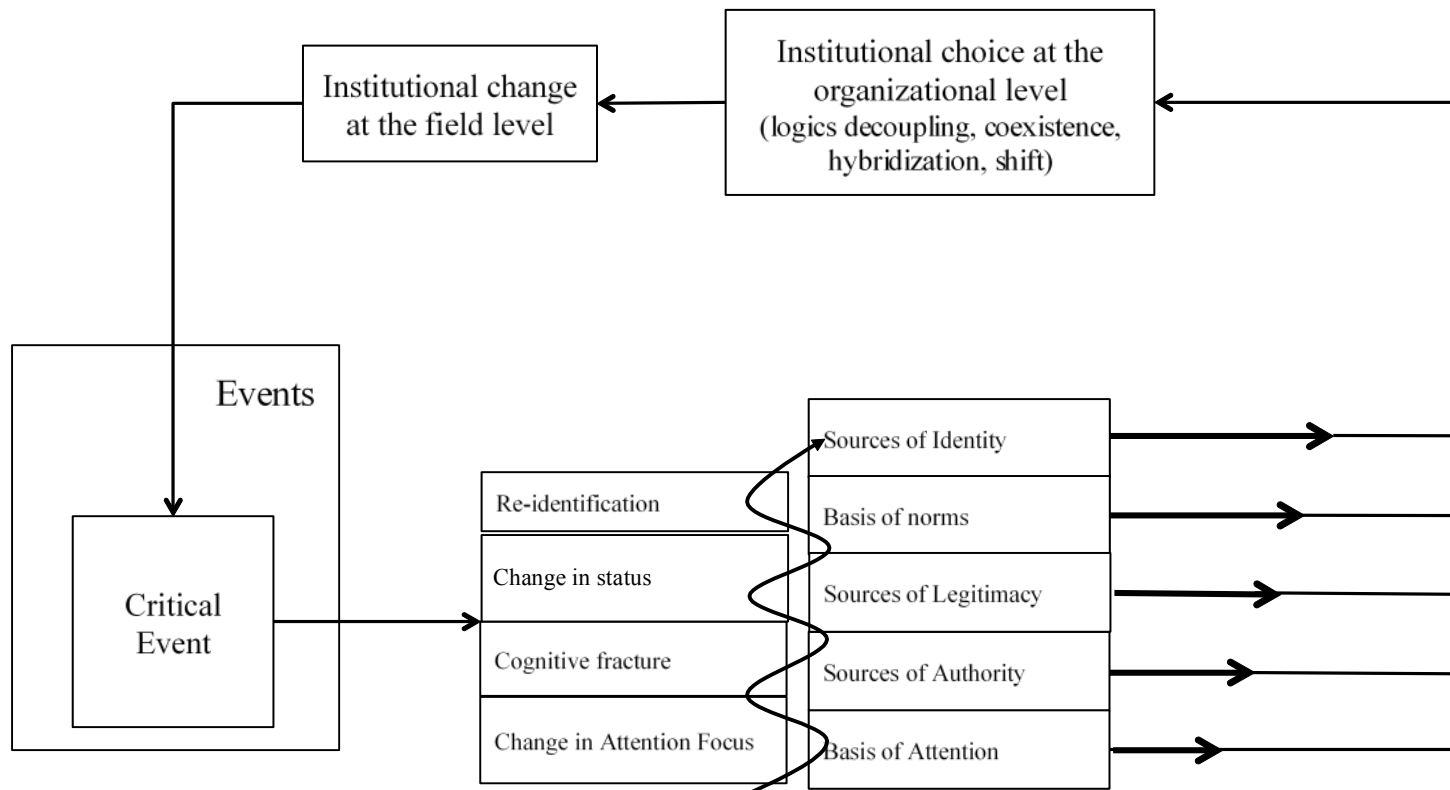 Institutional change
at the field level
Institutional choice at the
organizational level
(logics decoupling, coexistence,
hybridization, shift)
Events
Critical
Event
Re-identification
Change in status
Cognitive fracture
Change in Attention Focus
Sources of Identity
Basis of norms
Sources of Legitimacy
Sources of Authority
Basis of Attention